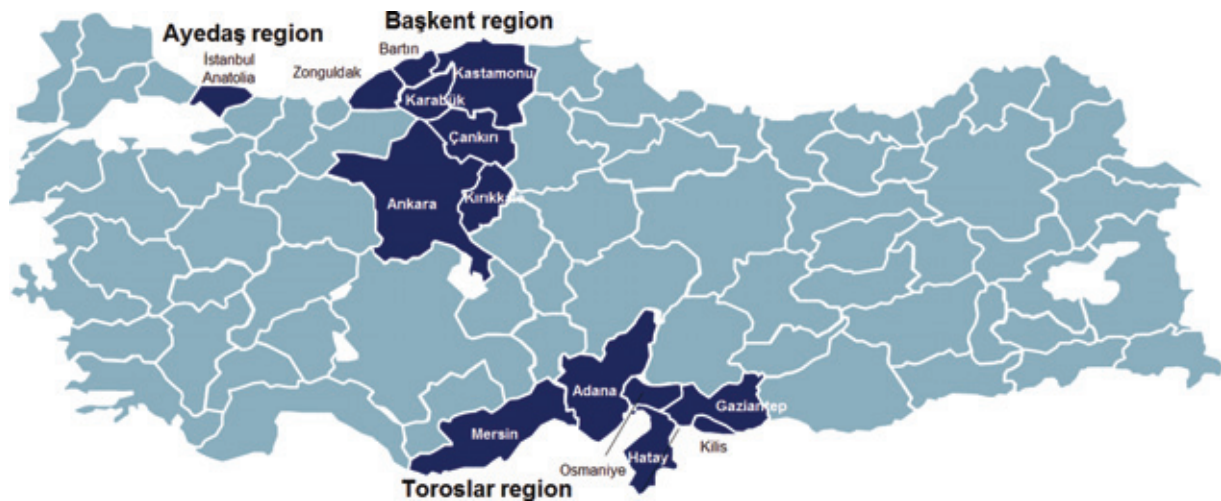 Ayedaş region
İstanbul
Anatolia
Başkent region
Bartın
Zonguldak
Kastamonu
Karabük
Çankırı
Ankara
Kırıkkale
Adana
Gaziantep
Mersin
Osmaniye
Hatay
Kilis
Toroslar region